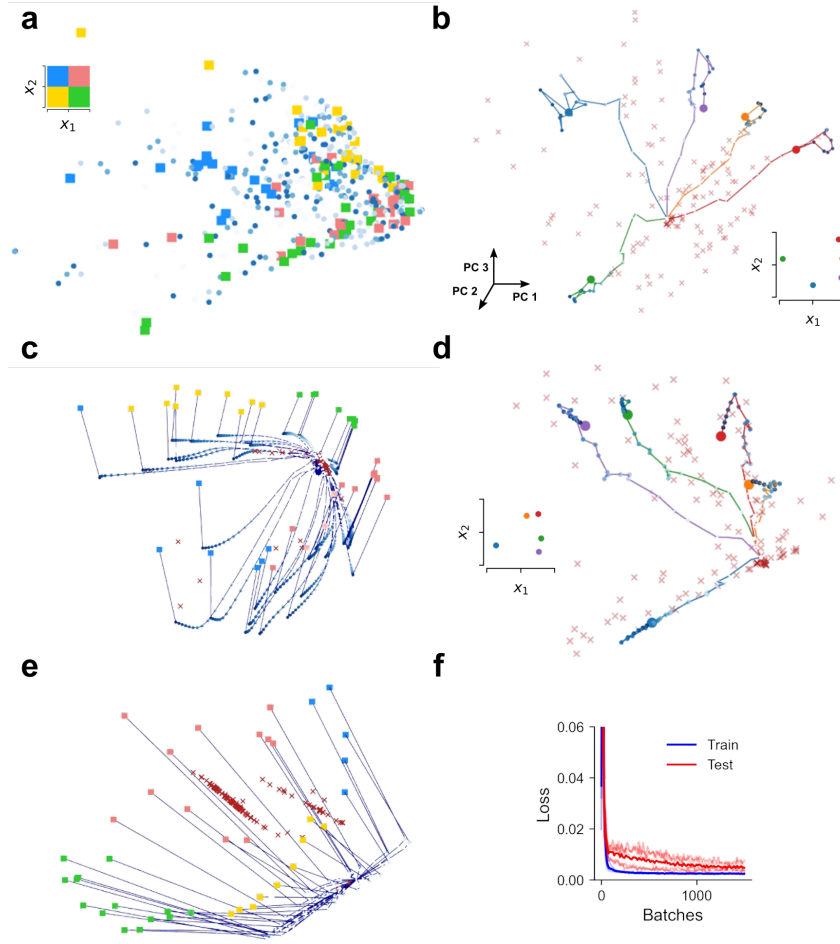 a
x₂
x₁
b
PC 3
PC 2
PC 1
x₂
x₁
c
d
x₂
x₁
e
f
0.06
Train
Test
0.04
Loss
0.02
0.00
0
1000
Batches